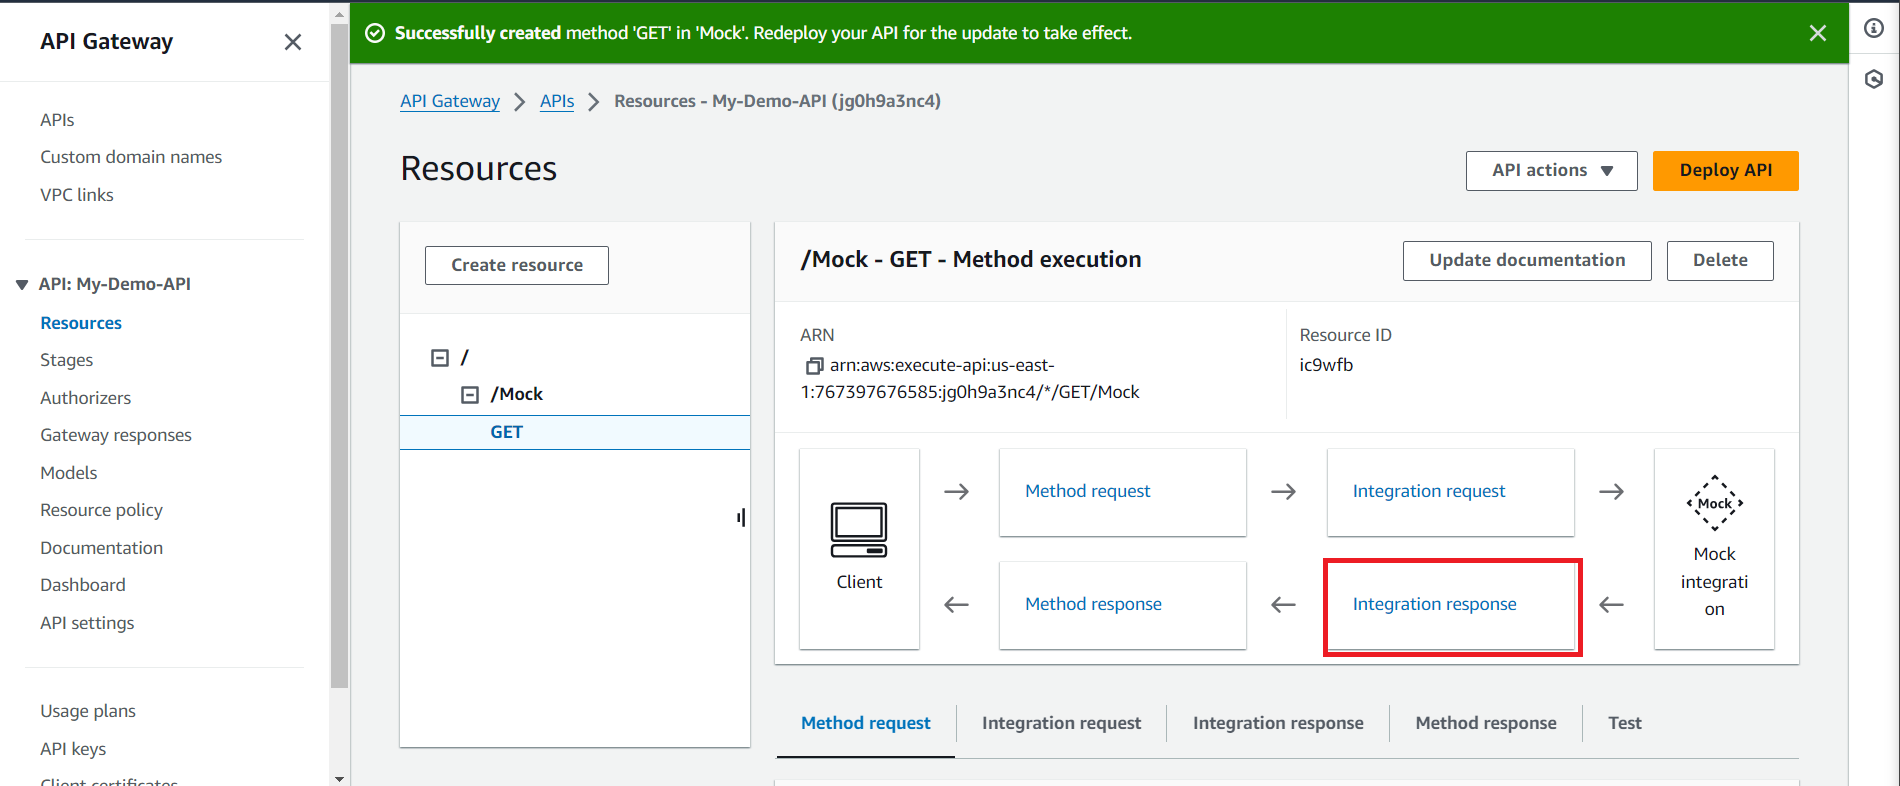 API Gateway
APIs
Custom domain names
VPC links
API: My-Demo-API
Resources
Stages
Authorizers
Gateway responses
Models
Resource policy
Documentation
Dashboard
API settings
Usage plans
API keys
Client certificates
Successfully created method 'GET' in 'Mock'. Redeploy your API for the update to take effect.
API Gateway > APIs > Resources - My-Demo-API (jg0h9a3nc4)
Resources
API actions
Deploy API
Create resource
/
/Mock
GET
/Mock - GET - Method execution
Update documentation
Delete
ARN
arn:aws:execute-api:us-east-
1:767397676585:jg0h9a3nc4/*/GET/Mock
Resource ID
ic9wfb
Client
Method request
Integration request
Mock
Mock
integrati
on
Method response
Integration response
Method request
Integration request
Integration response
Method response
Test